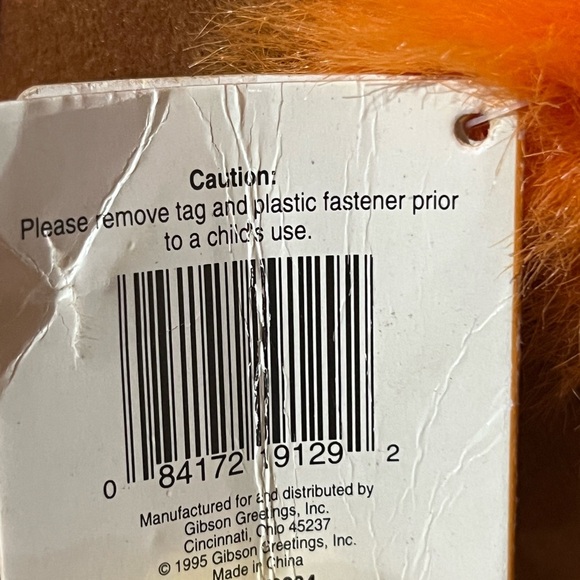 Caution:
Please remove tag and plastic fastener prior
to a child's use.
0 84172 19129 2
Manufactured for and distributed by
Gibson Greetings, Inc.
Cincinnati, Ohio 45237
© 1995 Gibson Greetings, Inc.
Made in China